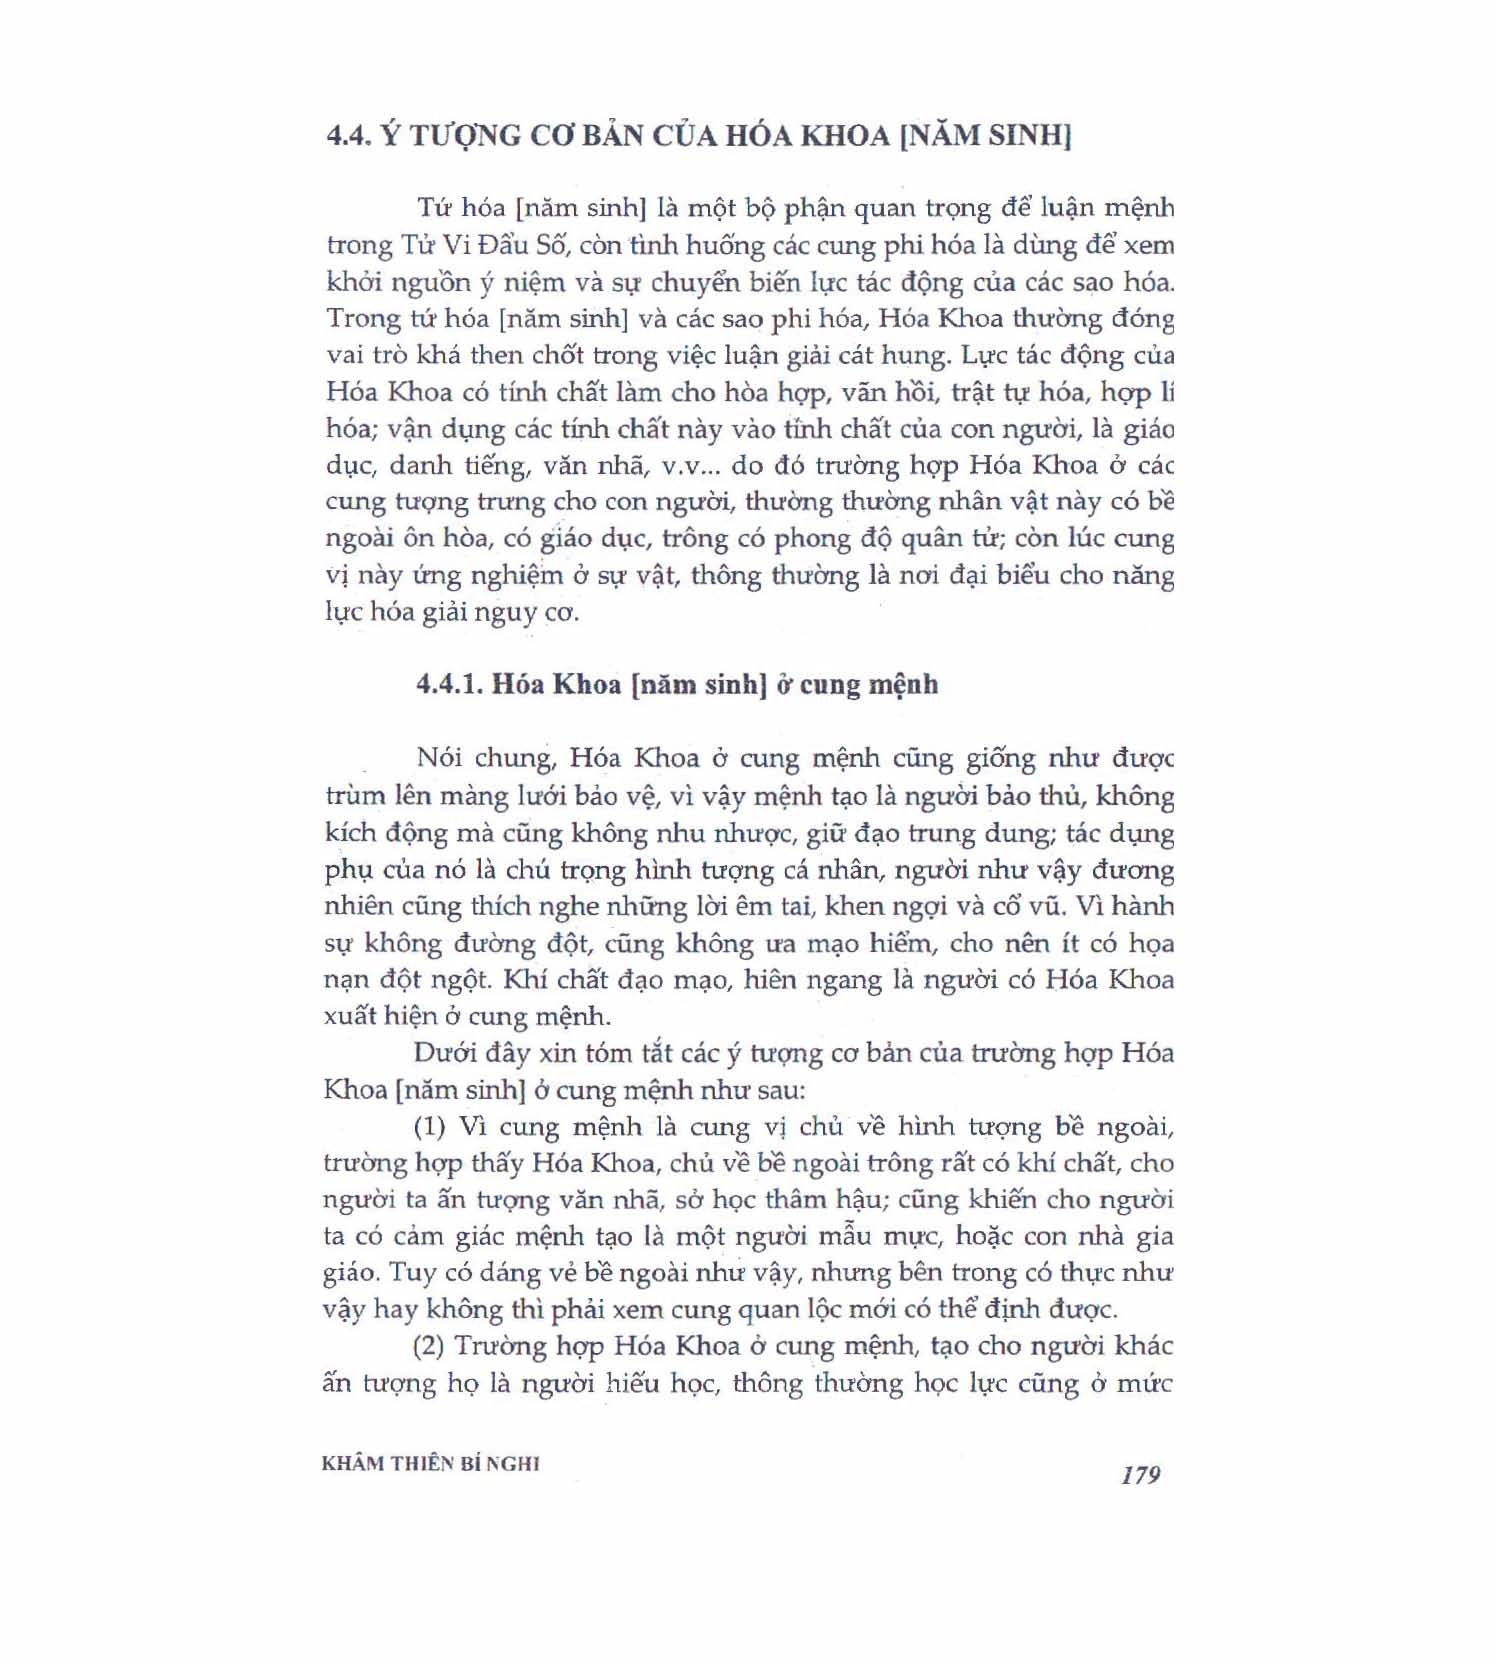 4.4. Ý TƯỢNG CƠ BẢN CỦA HÓA KHOA [NĂM SINH]
Tứ hóa [năm sinh] là một bộ phận quan trọng để luận mệnh
trong Tử Vi Đẩu Số, còn tình huống các cung phi hóa là dùng để xem
khởi nguồn ý niệm và sự chuyển biến lực tác động của các sao hóa.
Trong tứ hóa [năm sinh] và các sao phi hóa, Hóa Khoa thường đóng
vai trò khá then chốt trong việc luận giải cát hung. Lực tác động của
Hóa Khoa có tính chất làm cho hòa hợp, vãn hồi, trật tự hóa, hợp lí
hóa; vận dụng các tính chất này vào tính chất của con người, là giáo
dục, danh tiếng, văn nhã, v.v... do đó trường hợp Hóa Khoa ở các
cung tượng trưng cho con người, thường thường nhân vật này có bề
ngoài ôn hòa, có giáo dục, trông có phong độ quân tử; còn lúc cung
vị này ứng nghiệm ở sự vật, thông thường là nơi đại biểu cho năng
lực hóa giải nguy cơ.
4.4.1. Hóa Khoa [năm sinh] ở cung mệnh
Nói chung, Hóa Khoa ở cung mệnh cũng giống như được
trùm lên màng lưới bảo vệ, vì vậy mệnh tạo là người bảo thủ, không
kích động mà cũng không nhu nhược, giữ đạo trung dung; tác dụng
phụ của nó là chú trọng hình tượng cá nhân, người như vậy đương
nhiên cũng thích nghe những lời êm tai, khen ngợi và cổ vũ. Vì hành
sự không đường đột, cũng không ưa mạo hiểm, cho nên ít có họa
nạn đột ngột. Khí chất đạo mạo, hiên ngang là người có Hóa Khoa
xuất hiện ở cung mệnh.
Dưới đây xin tóm tắt các ý tượng cơ bản của trường hợp Hóa
Khoa [năm sinh] ở cung mệnh như sau:
(1) Vì cung mệnh là cung vị chủ về hình tượng bề ngoài,
trường hợp thấy Hóa Khoa, chủ về bề ngoài trông rất có khí chất, cho
người ta ấn tượng văn nhã, sở học thâm hậu; cũng khiến cho người
ta có cảm giác mệnh tạo là một người mẫu mực, hoặc con nhà gia
giáo. Tuy có dáng vẻ bề ngoài như vậy, nhưng bên trong có thực như
vậy hay không thì phải xem cung quan lộc mới có thể định được.
(2) Trường hợp Hóa Khoa ở cung mệnh, tạo cho người khác
ấn tượng họ là người hiếu học, thông thường học lực cũng ở mức
KHÂM THIÊN BÍ NGHI
179